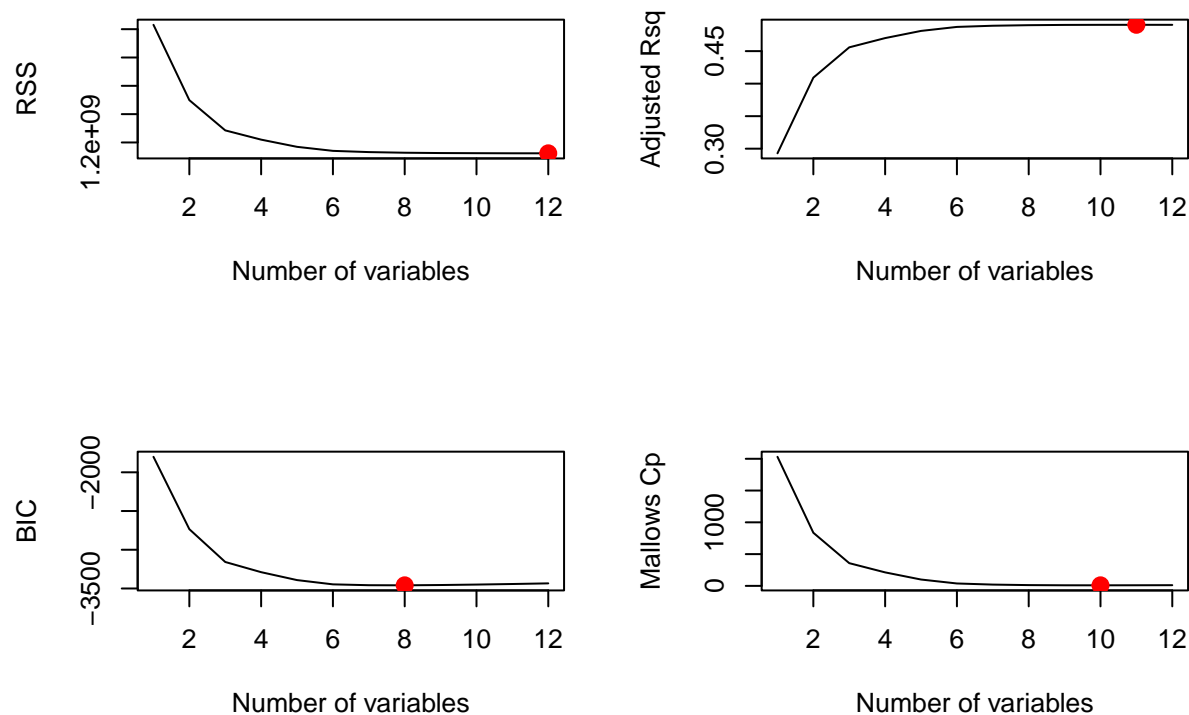 RSS
1.2e+09
2 4 6 8 10 12
Number of variables
Adjusted Rsq
0.30 0.45
2 4 6 8 10 12
Number of variables
BIC
−3500 −2000
2 4 6 8 10 12
Number of variables
Mallows Cp
0 1000
2 4 6 8 10 12
Number of variables